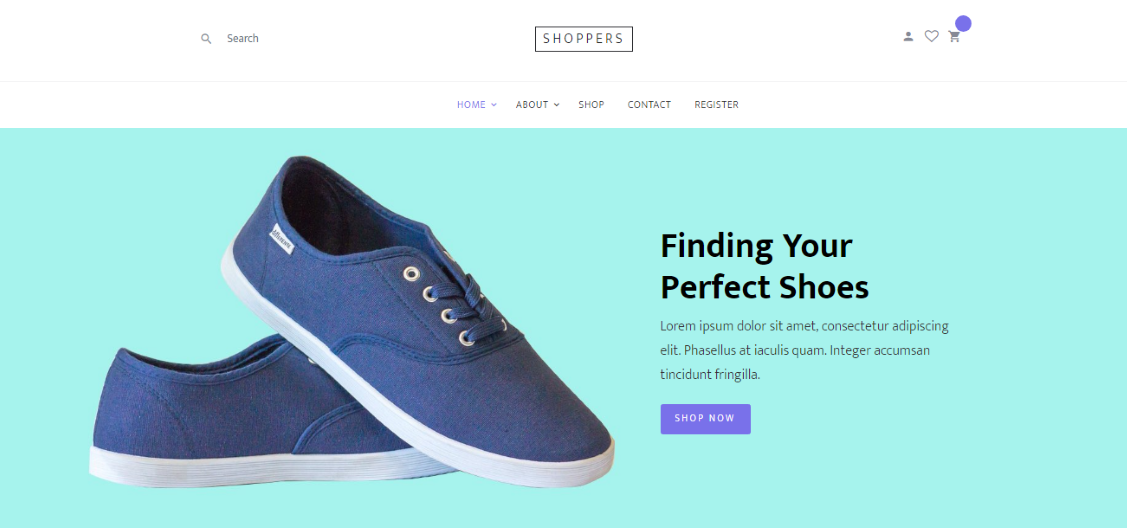 Search
SHOPPERS
HOME ABOUT SHOP CONTACT REGISTER
Finding Your
Perfect Shoes
Lorem ipsum dolor sit amet, consectetur adipiscing
elit. Phasellus at iaculis quam. Integer accumsan
tincidunt fringilla.
SHOP NOW